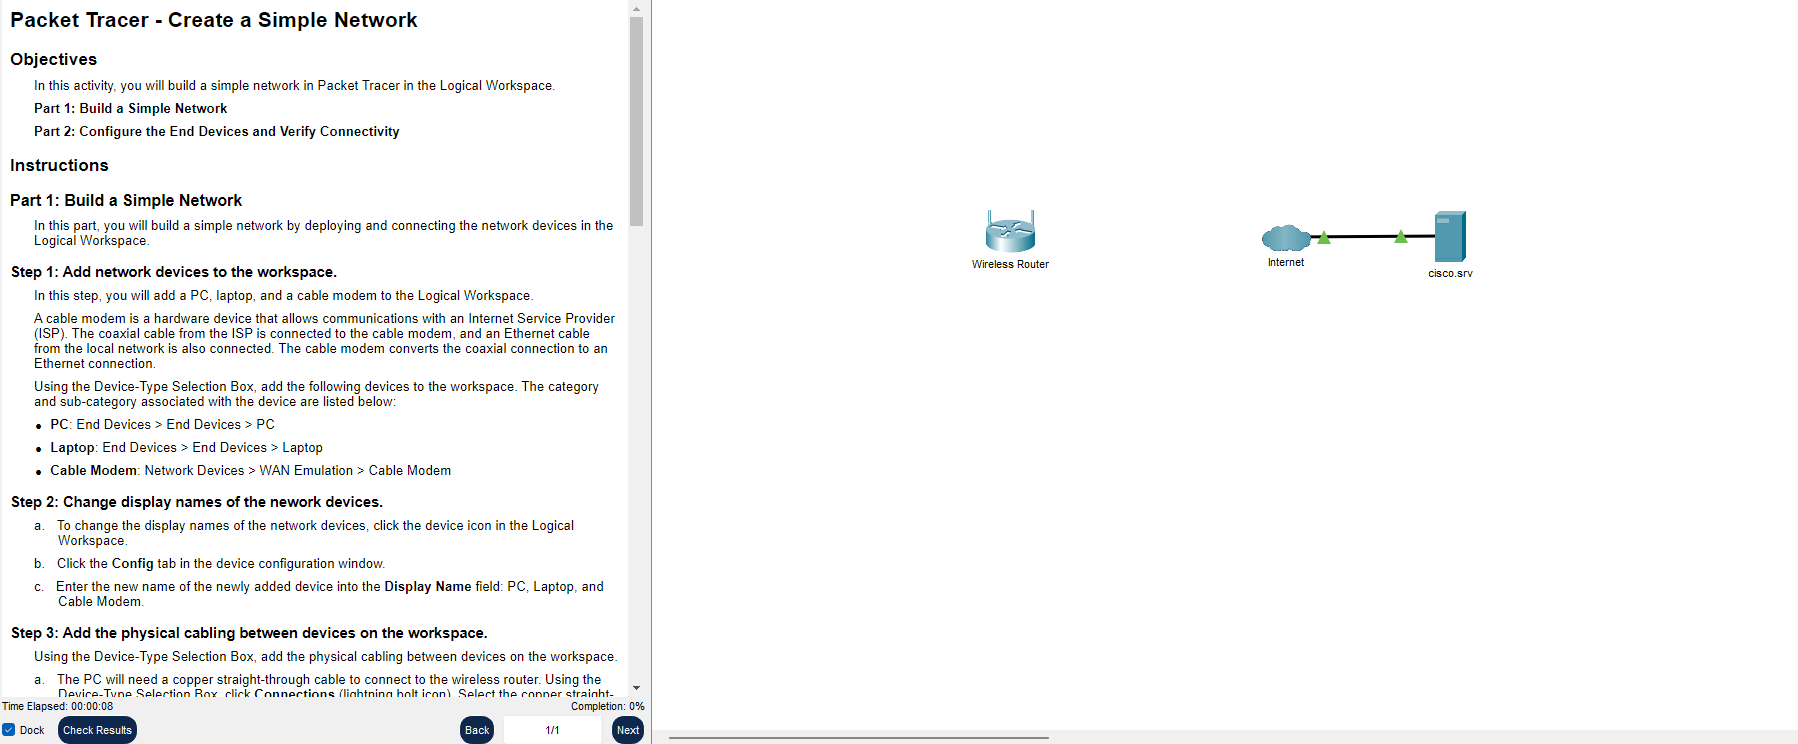 Packet Tracer - Create a Simple Network
Objectives
In this activity, you will build a simple network in Packet Tracer in the Logical Workspace.
Part 1: Build a Simple Network
Part 2: Configure the End Devices and Verify Connectivity
Instructions
Part 1: Build a Simple Network
In this part, you will build a simple network by deploying and connecting the network devices in the
Logical Workspace.
Step 1: Add network devices to the workspace.
In this step, you will add a PC, laptop, and a cable modem to the Logical Workspace.
A cable modem is a hardware device that allows communications with an Internet Service Provider
(ISP). The coaxial cable from the ISP is connected to the cable modem, and an Ethernet cable
from the local network is also connected. The cable modem converts the coaxial connection to an
Ethernet connection.
Using the Device-Type Selection Box, add the following devices to the workspace. The category
and sub-category associated with the device are listed below:
● PC: End Devices > End Devices > PC
● Laptop: End Devices > End Devices > Laptop
● Cable Modem: Network Devices > WAN Emulation > Cable Modem
Step 2: Change display names of the nework devices.
a. To change the display names of the network devices, click the device icon in the Logical
Workspace.
b. Click the Config tab in the device configuration window.
c. Enter the new name of the newly added device into the Display Name field: PC, Laptop, and
Cable Modem.
Step 3: Add the physical cabling between devices on the workspace.
Using the Device-Type Selection Box, add the physical cabling between devices on the workspace.
a. The PC will need a copper straight-through cable to connect to the wireless router. Using the
Device-Type Selection Box, click Connections (lightning bolt icon). Select the copper straight-
Time Elapsed: 00:00:08
Completion: 0%
Dock
Check Results
Back
1/1
Next
Wireless Router
Internet
cisco.srv